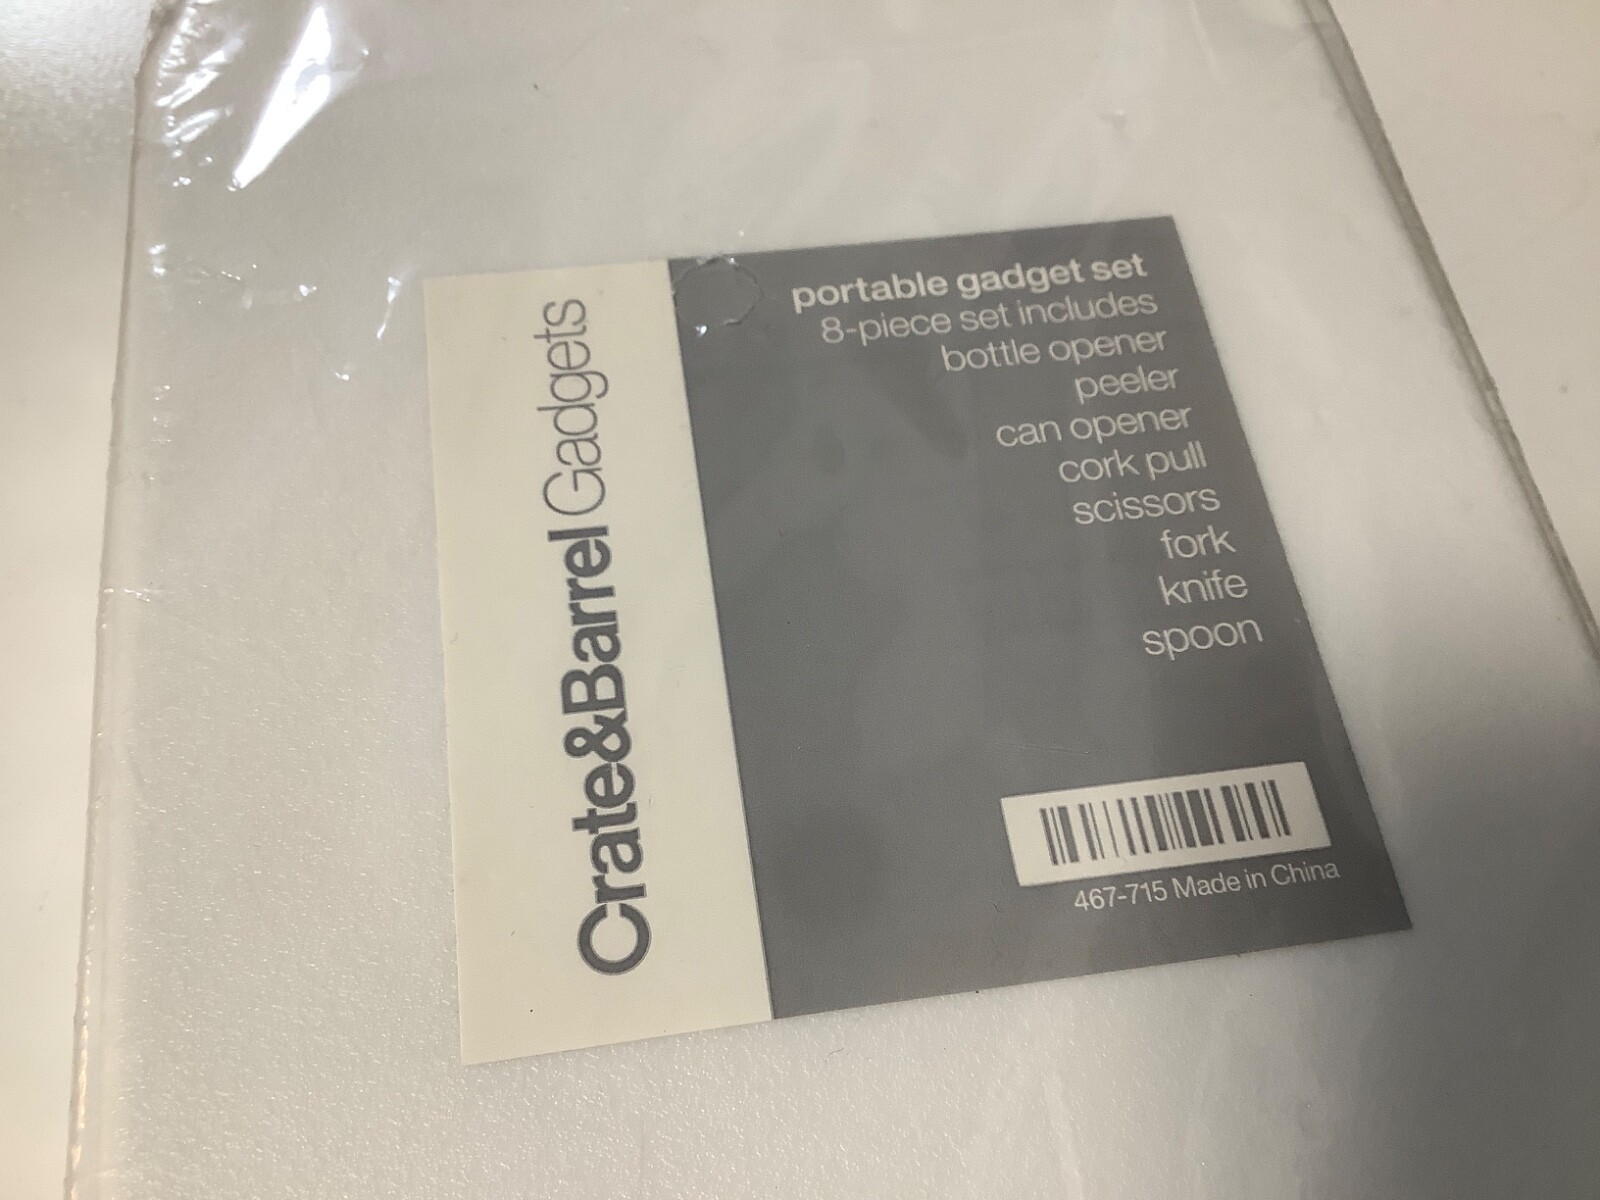 Crate&Barrel Gadgets
portable gadget set
8-piece set includes
bottle opener
peeler
can opener
cork pull
scissors
fork
knife
spoon
467-715 Made in China